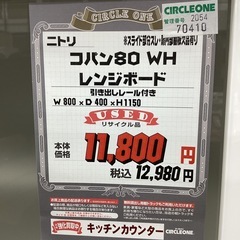 CIRCLE ONE
CIRCLEONE
管理番号 2054
70410
ニトリ
コパン80 WH
レンジボード
引き出しレール付き
W800×D400×H1150
USED
リサイクル品
本体
価格
11,800円
税込 12,980円
キッチンカウンター
CIRCLEONE